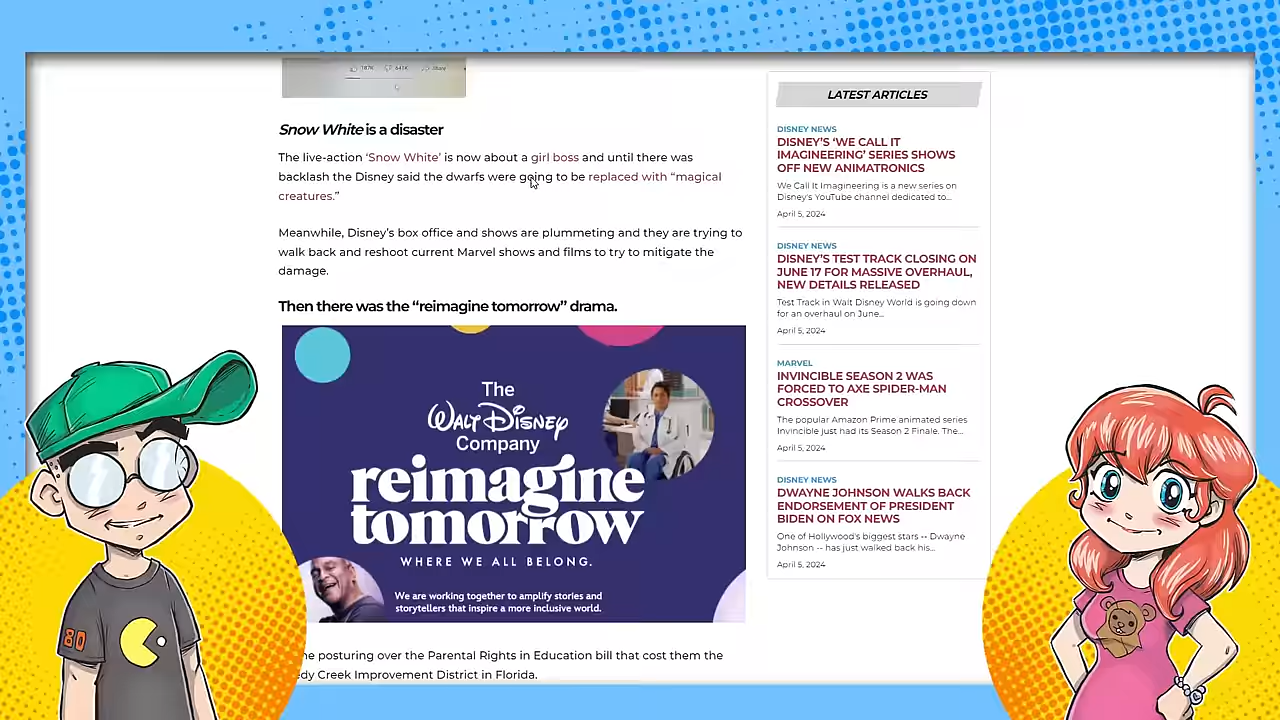 187K 641K Share
Snow White is a disaster
The live-action ‘Snow White’ is now about a girl boss and until there was
backlash the Disney said the dwarfs were going to be replaced with “magical
creatures.”
Meanwhile, Disney’s box office and shows are plummeting and they are trying to
walk back and reshoot current Marvel shows and films to try to mitigate the
damage.
Then there was the “reimagine tomorrow” drama.
The
WALT DISNEY
Company
reimagine
tomorrow
WHERE WE ALL BELONG.
We are working together to amplify stories and
storytellers that inspire a more inclusive world.
posturing over the Parental Rights in Education bill that cost them the
Creek Improvement District in Florida.
LATEST ARTICLES
DISNEY NEWS
DISNEY’S ‘WE CALL IT
IMAGINEERING’ SERIES SHOWS
OFF NEW ANIMATRONICS
We Call It Imagineering is a new series on
Disney's YouTube channel dedicated to...
April 5, 2024
DISNEY NEWS
DISNEY’S TEST TRACK CLOSING ON
JUNE 17 FOR MASSIVE OVERHAUL,
NEW DETAILS RELEASED
Test Track in Walt Disney World is going down
for an overhaul on June...
April 5, 2024
MARVEL
INVINCIBLE SEASON 2 WAS
FORCED TO AXE SPIDER-MAN
CROSSOVER
The popular Amazon Prime animated series
Invincible just had its Season 2 Finale. The...
April 5, 2024
DISNEY NEWS
DWAYNE JOHNSON WALKS BACK
ENDORSEMENT OF PRESIDENT
BIDEN ON FOX NEWS
One of Hollywood's biggest stars -- Dwayne
Johnson -- has just walked back his...
April 5, 2024
80